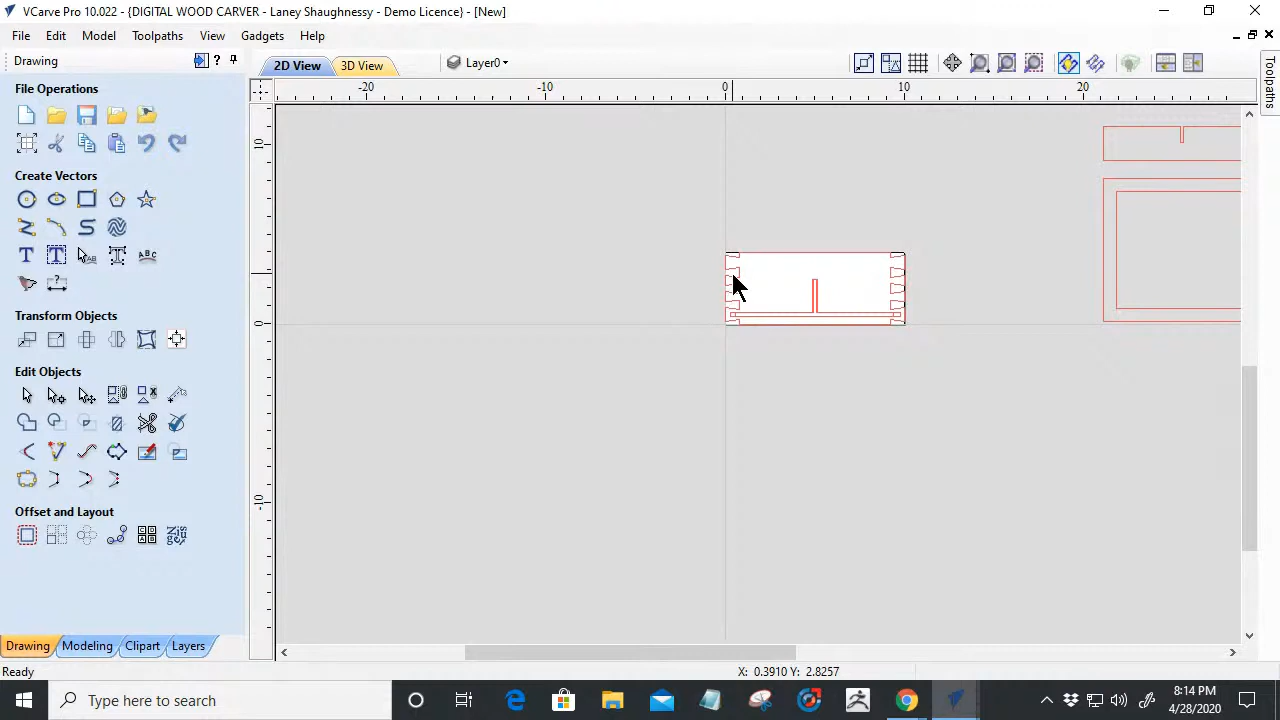 VCarve Pro 10.022 - {DIGITAL WOOD CARVER - Laney Shaughnessy - Demo Licence} - [New]
File Edit Model Toolpaths View Gadgets Help
Drawing
?
2D View
3D View
Layer0
Toolpaths
File Operations
-20 -10 0 10 20
10
0
-10
Create Vectors
T
T
T
AB
ABC
?
Transform Objects
Edit Objects
Offset and Layout
Drawing
Modeling
Clipart
Layers
Ready
X: 0.3910 Y: 2.8257
Type here to search
8:14 PM
4/28/2020